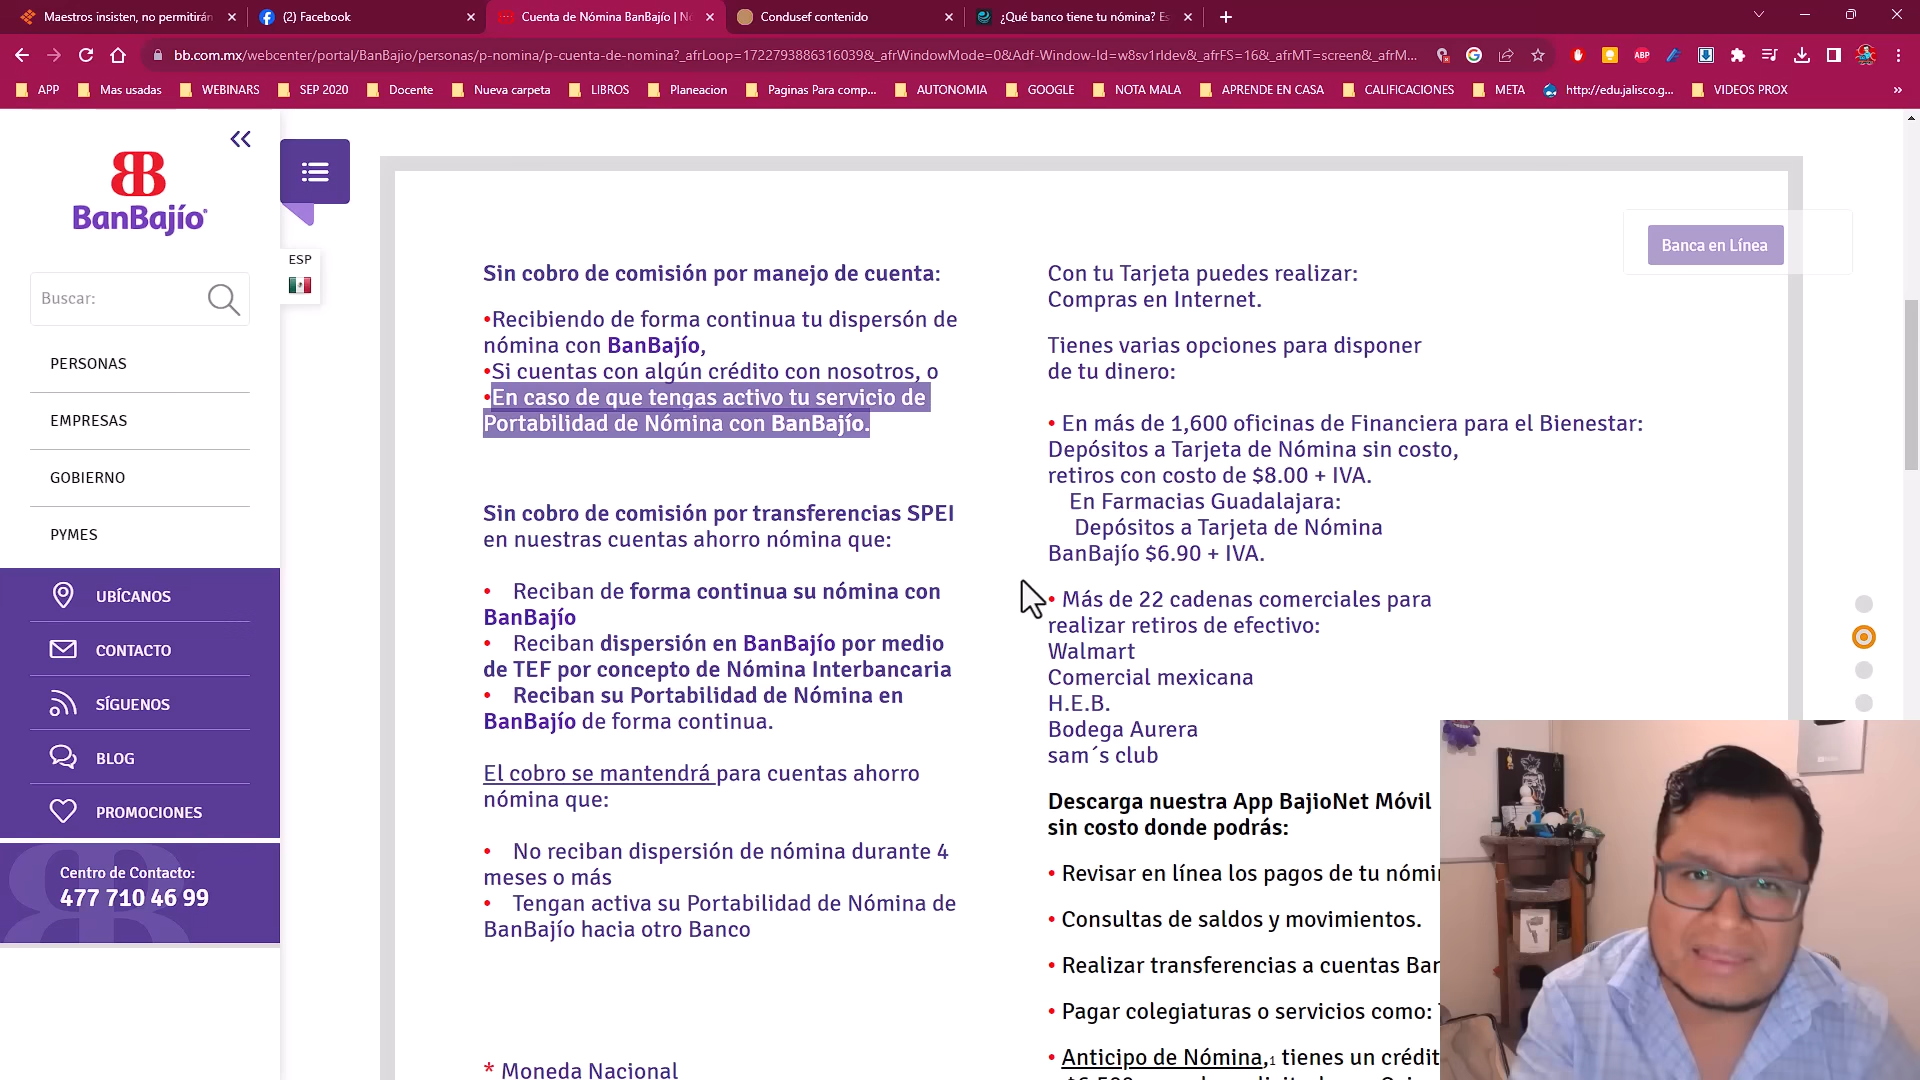 Maestros insisten, no permitirán
(2) Facebook
Cuenta de Nómina BanBajío | Nó
Condusef contenido
¿Qué banco tiene tu nómina? Es
bb.com.mx/webcenter/portal/BanBajio/personas/p-nomina/p-cuenta-de-nomina?_afrLoop=17227938863160398&_afrWindowMode=0&Adf-Window-Id=w8sv1rldev&_afrFS=16&_afrMT=screen&_afrM...
APP
Mas usadas
WEBINARS
SEP 2020
Docente
Nueva carpeta
LIBROS
Planeacion
Paginas Para comp...
AUTONOMIA
GOOGLE
NOTA MALA
APRENDE EN CASA
CALIFICACIONES
META
http://edu.jalisco.g...
VIDEOS PROX
»
BanBajío
Buscar:
PERSONAS
EMPRESAS
GOBIERNO
PYMES
UBÍCANOS
CONTACTO
SÍGUENOS
BLOG
PROMOCIONES
Centro de Contacto:
477 710 46 99
ESP
Banca en Línea
Sin cobro de comisión por manejo de cuenta:
•Recibiendo de forma continua tu dispersón de
nómina con BanBajío,
•Si cuentas con algún crédito con nosotros, o
•En caso de que tengas activo tu servicio de
Portabilidad de Nómina con BanBajío.
Sin cobro de comisión por transferencias SPEI
en nuestras cuentas ahorro nómina que:
• Reciban de forma continua su nómina con
BanBajío
• Reciban dispersión en BanBajío por medio
de TEF por concepto de Nómina Interbancaria
• Reciban su Portabilidad de Nómina en
BanBajío de forma continua.
El cobro se mantendrá para cuentas ahorro
nómina que:
• No reciban dispersión de nómina durante 4
meses o más
• Tengan activa su Portabilidad de Nómina de
BanBajío hacia otro Banco
* Moneda Nacional
Con tu Tarjeta puedes realizar:
Compras en Internet.
Tienes varias opciones para disponer
de tu dinero:
• En más de 1,600 oficinas de Financiera para el Bienestar:
Depósitos a Tarjeta de Nómina sin costo,
retiros con costo de $8.00 + IVA.
En Farmacias Guadalajara:
Depósitos a Tarjeta de Nómina
BanBajío $6.90 + IVA.
• Más de 22 cadenas comerciales para
realizar retiros de efectivo:
Walmart
Comercial mexicana
H.E.B.
Bodega Aurera
sam´s club
Descarga nuestra App BajioNet Móvil
sin costo donde podrás:
• Revisar en línea los pagos de tu nómi
• Consultas de saldos y movimientos.
• Realizar transferencias a cuentas Ban
• Pagar colegiaturas o servicios como:
• Anticipo de Nómina,1 tienes un crédit